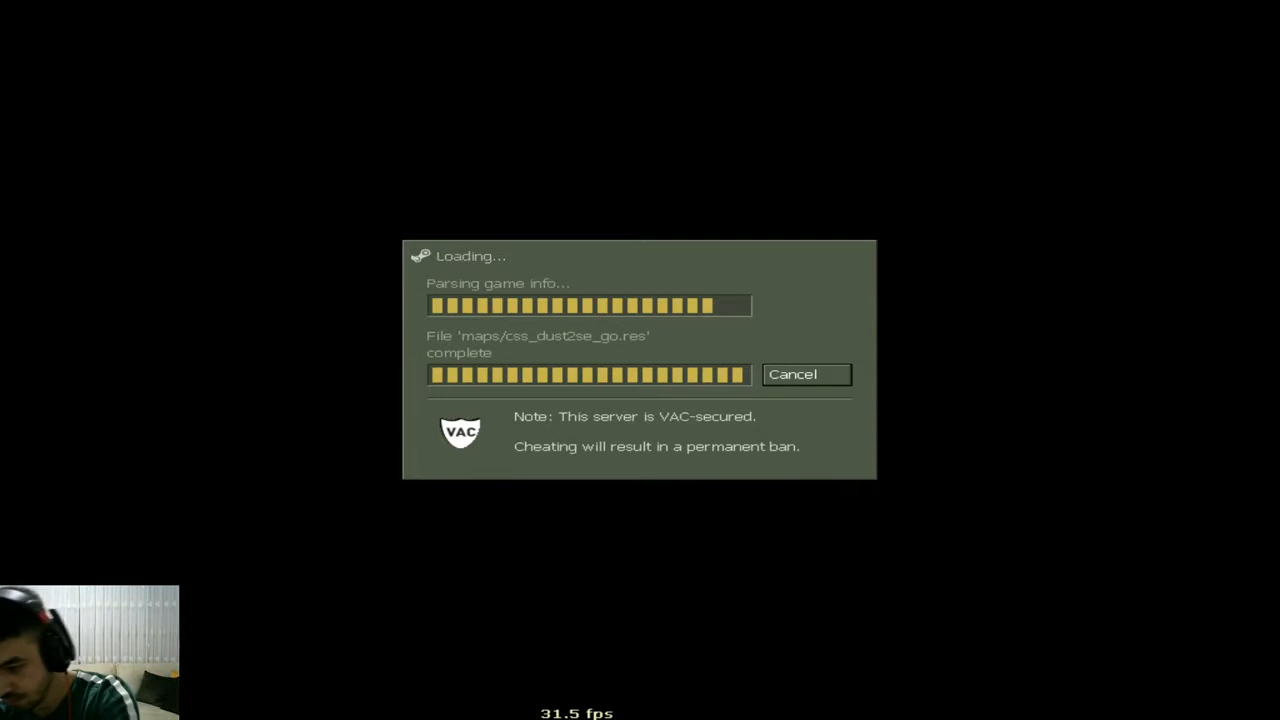 Loading...
Parsing game info...
File 'maps/css_dust2se_go.res'
complete
Cancel
VAC
Note: This server is VAC-secured.
Cheating will result in a permanent ban.
31.5 fps